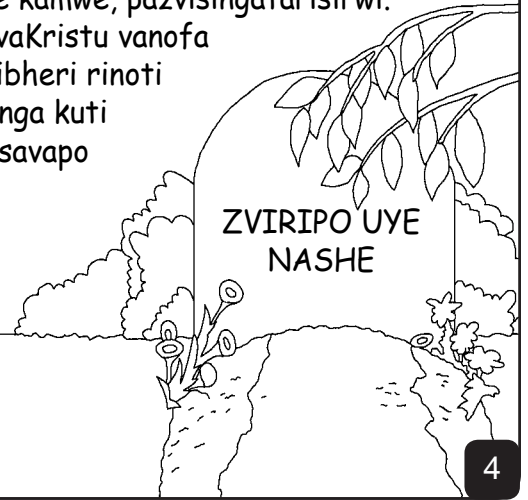 kamwe, pazvisingatarisirwi.
vaKristu vanofa
ibheri rinoti
nga kuti
savapo
ZVIRIPO UYE
NASHE
4